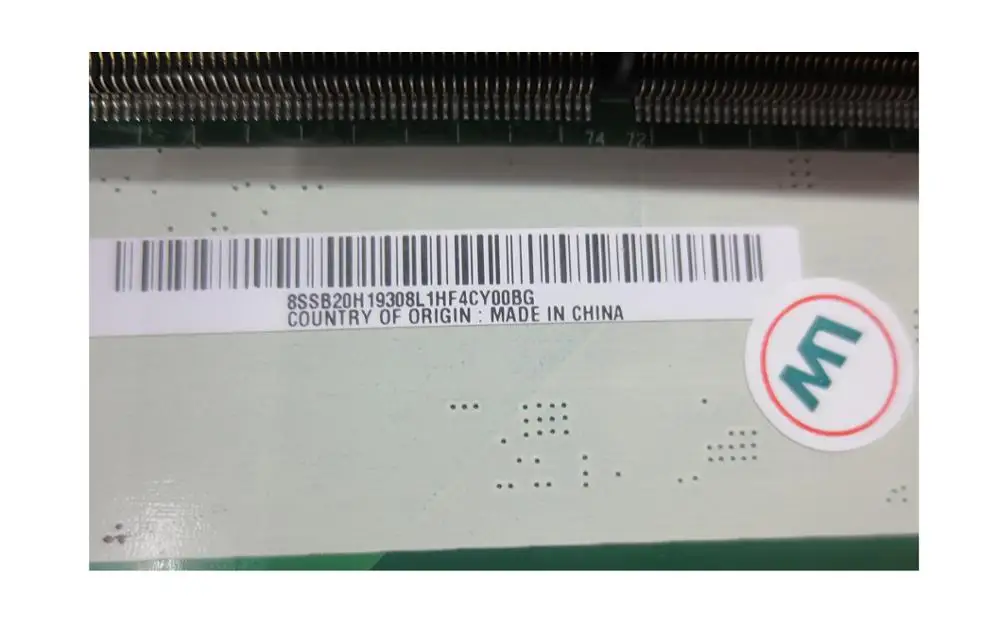 74 72
8SSB20H19308L1HF4CY00BG
COUNTRY OF ORIGIN : MADE IN CHINA